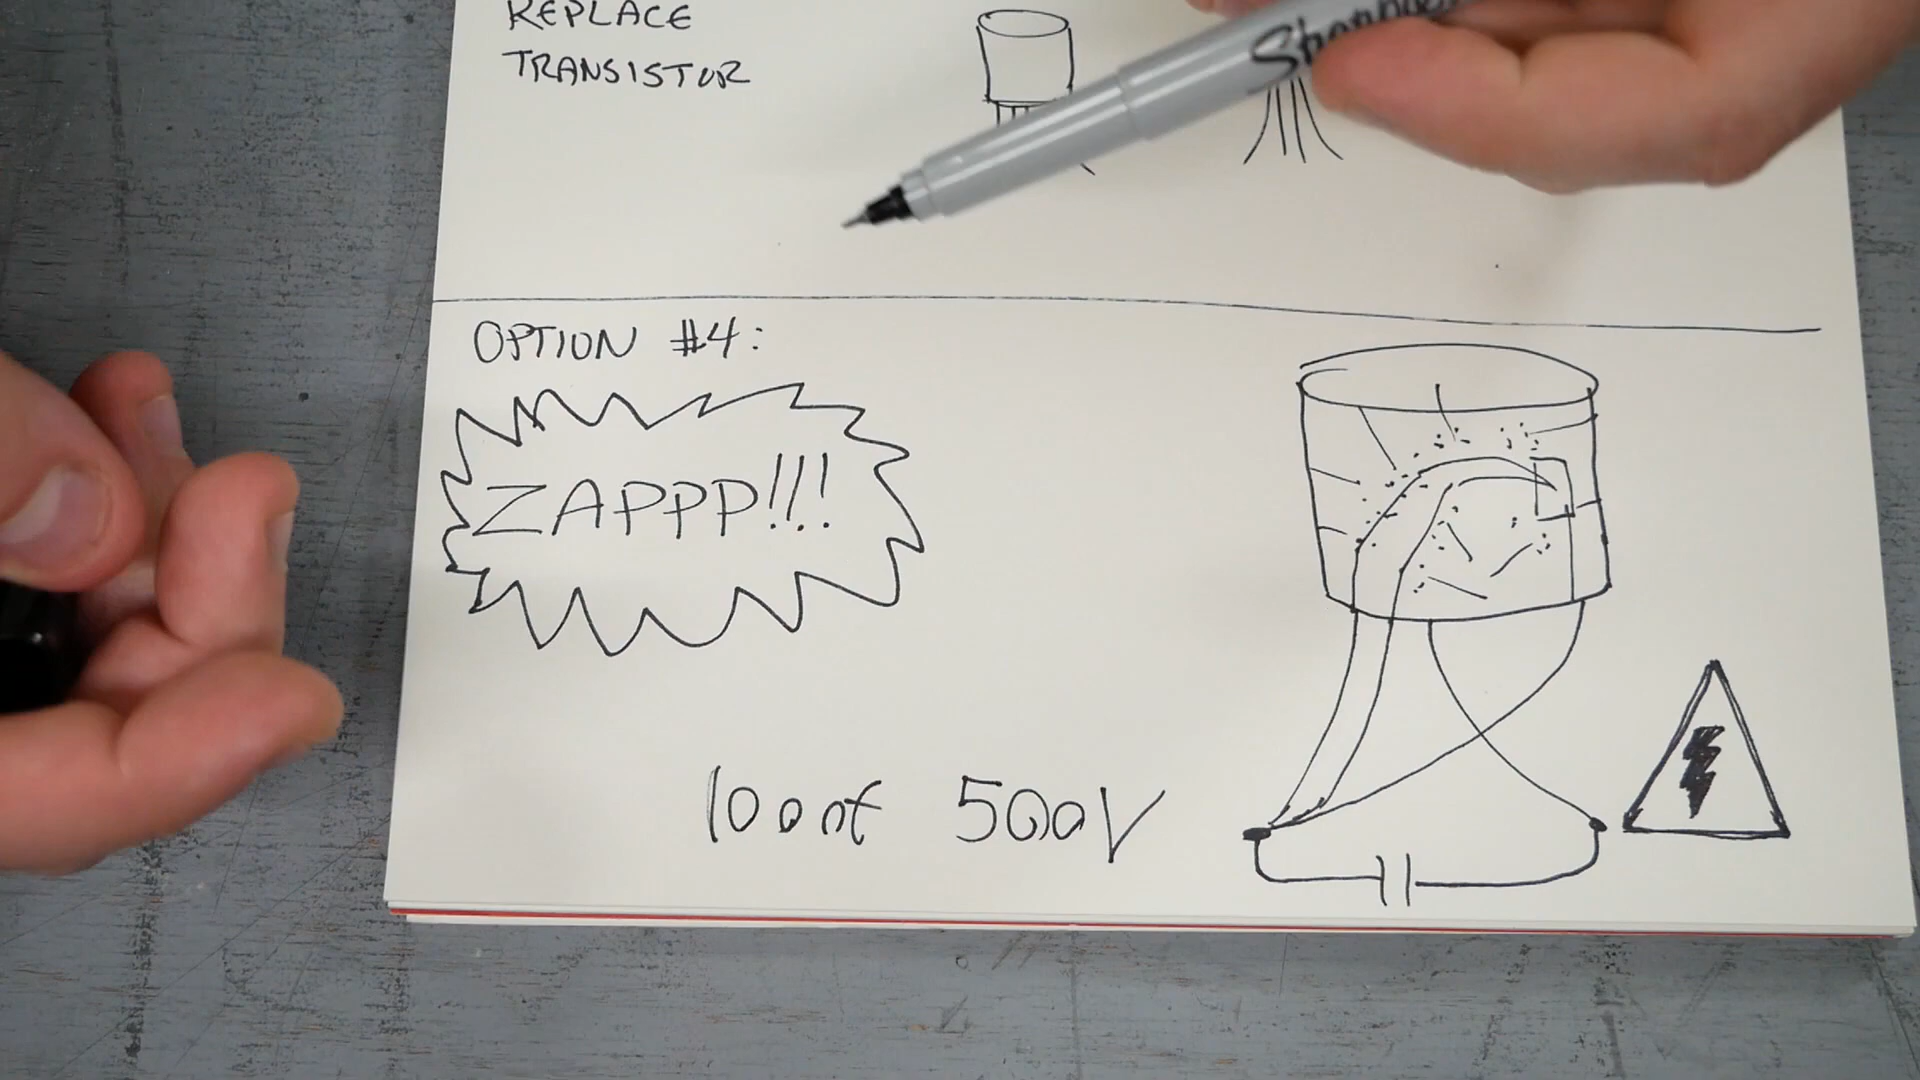 REPLACE
TRANSISTOR
OPTION #4:
ZAPPP!!!
100nf 500V